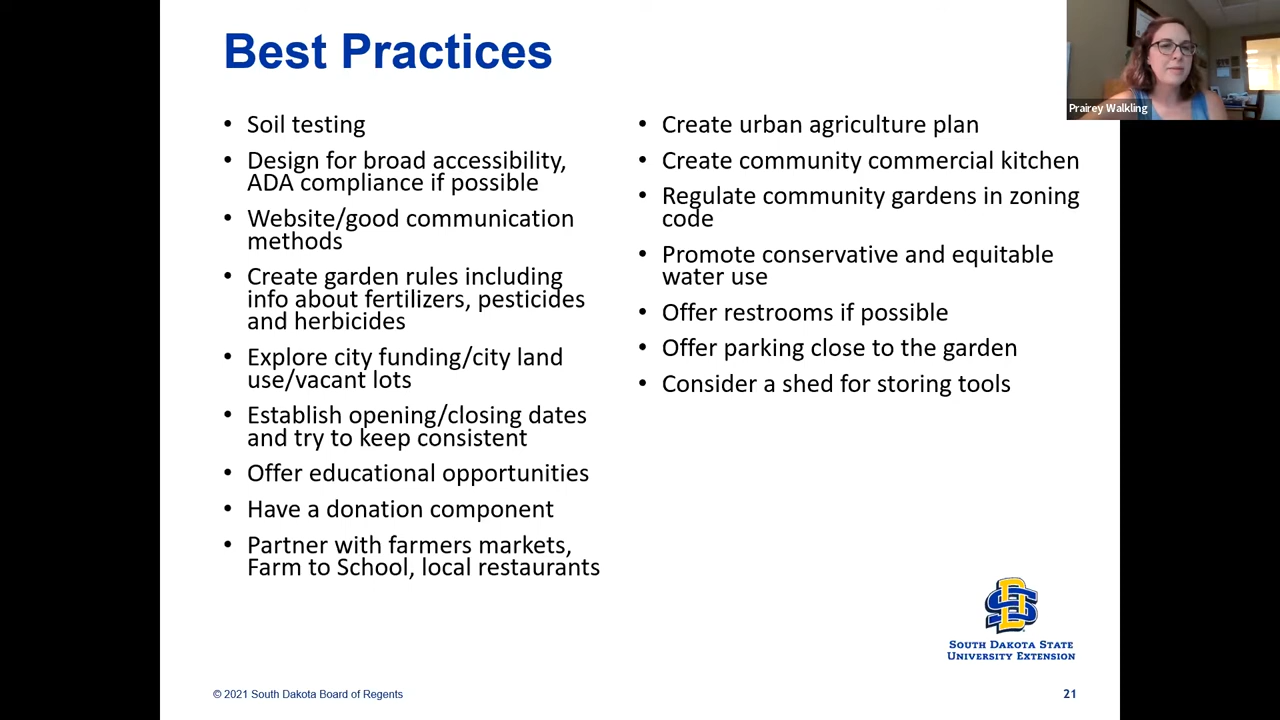 Best Practices
• Soil testing
• Design for broad accessibility,
ADA compliance if possible
• Website/good communication
methods
• Create garden rules including
info about fertilizers, pesticides
and herbicides
• Explore city funding/city land
use/vacant lots
• Establish opening/closing dates
and try to keep consistent
• Offer educational opportunities
• Have a donation component
• Partner with farmers markets,
Farm to School, local restaurants
• Create urban agriculture plan
• Create community commercial kitchen
• Regulate community gardens in zoning
code
• Promote conservative and equitable
water use
• Offer restrooms if possible
• Offer parking close to the garden
• Consider a shed for storing tools
Prairey Walkling
SOUTH DAKOTA STATE
UNIVERSITY EXTENSION
© 2021 South Dakota Board of Regents
21